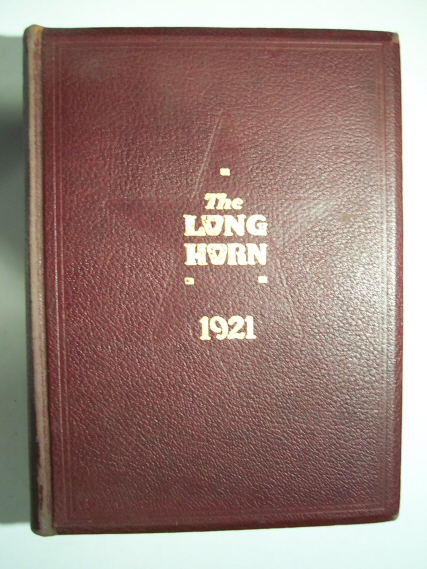 The
LONG
HORN
1921